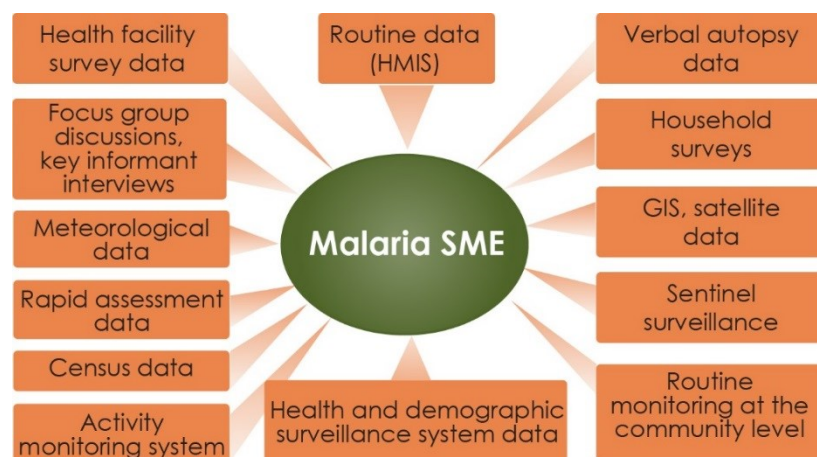 Health facility
survey data
Focus group
discussions,
key informant
interviews
Meteorological
data
Rapid assessment
data
Census data
Activity
monitoring system
Routine data
(HMIS)
Malaria SME
Health and demographic
surveillance system data
Verbal autopsy
data
Household
surveys
GIS, satellite
data
Sentinel
surveillance
Routine
monitoring at the
community level